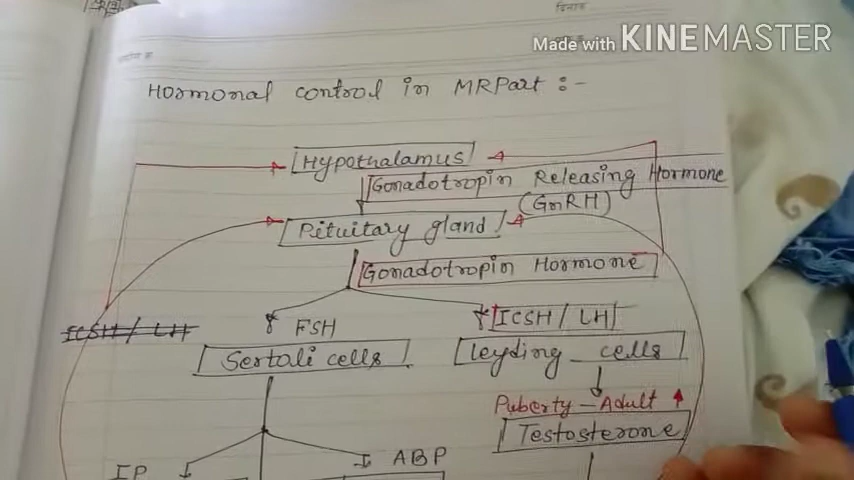 दिनांक
Made with KINEMASTER
Hormonal control in MRPart :-
Hypothalamus
Gonadotropin Releasing Hormone
(GnRH)
Pituitary gland
Gonadotropin Hormone
ICSH / LH
FSH
ICSH / LH
Sertali cells
leyding cells
Puberty - Adult
Testosterone
IP
ABP